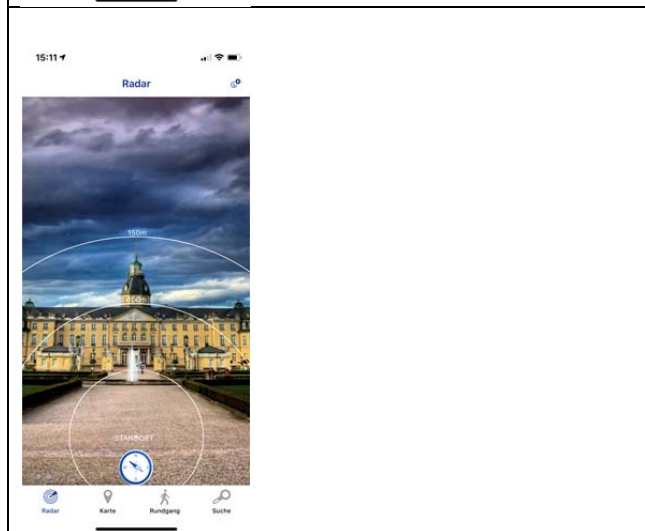 15:11
Radar
150m
STANDORT
Radar Karte Rundgang Suche